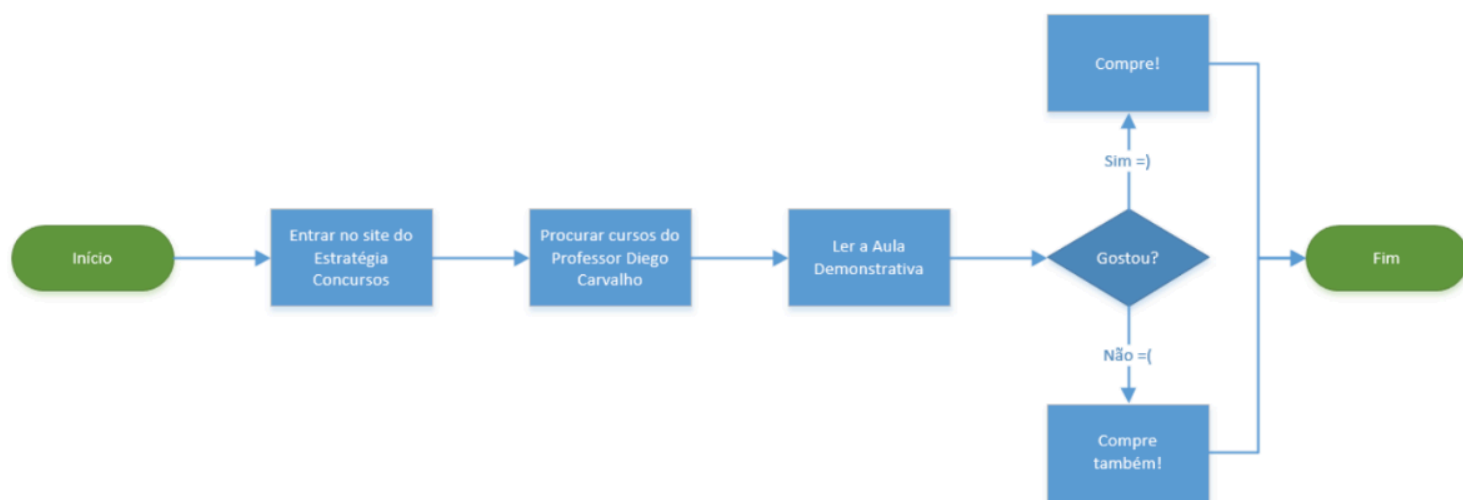 Início
Entrar no site do
Estratégia
Concursos
Procurar cursos do
Professor Diego
Carvalho
Ler a Aula
Demonstrativa
Gostou?
Sim =)
Compre!
Não =(
Compre
também!
Fim